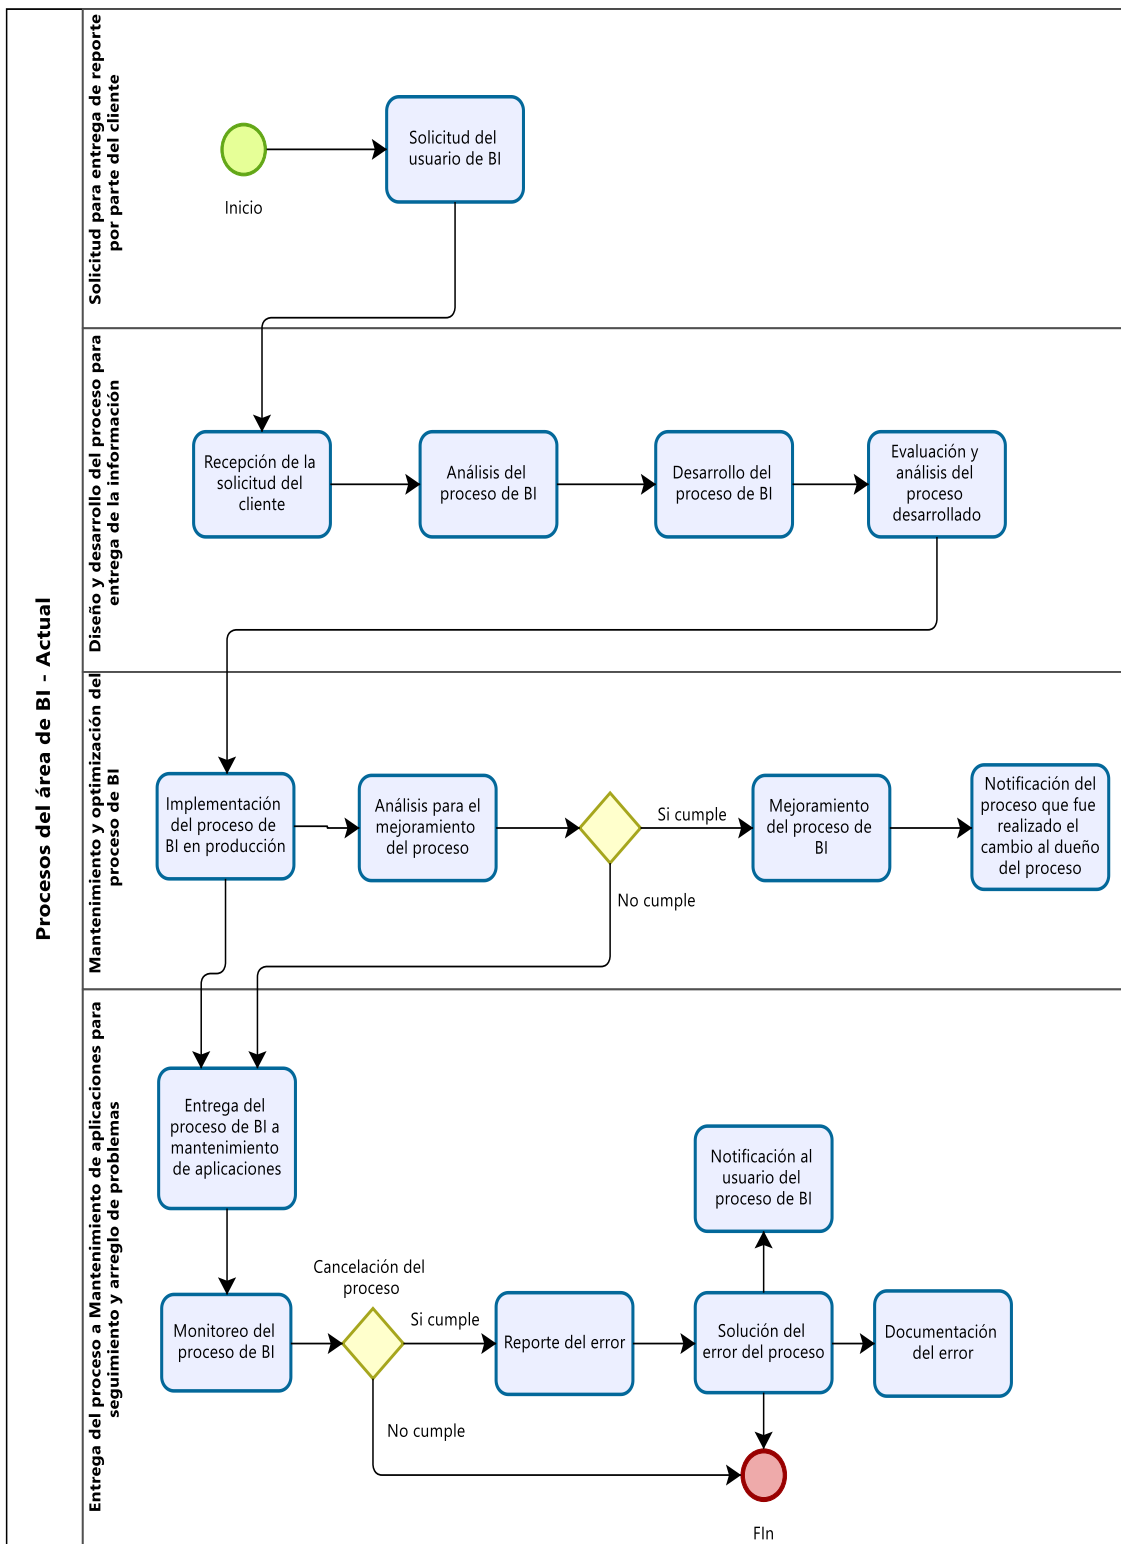 Procesos del área de BI - Actual
Solicitud para entrega de reporte
por parte del cliente
Inicio
Solicitud del
usuario de BI
Diseño y desarrollo del proceso para
entrega de la información
Recepción de la
solicitud del
cliente
Análisis del
proceso de BI
Desarrollo del
proceso de BI
Evaluación y
análisis del
proceso
desarrollado
Mantenimiento y optimización del
proceso de BI
Implementación
del proceso de
BI en producción
Análisis para el
mejoramiento
del proceso
Si cumple
No cumple
Mejoramiento
del proceso de
BI
Notificación del
proceso que fue
realizado el
cambio al dueño
del proceso
Entrega del proceso a Mantenimiento de aplicaciones para
seguimiento y arreglo de problemas
Entrega del
proceso de BI a
mantenimiento
de aplicaciones
Monitoreo del
proceso de BI
Cancelación del
proceso
Si cumple
No cumple
Reporte del error
Solución del
error del proceso
Notificación al
usuario del
proceso de BI
Documentación
del error
FIn